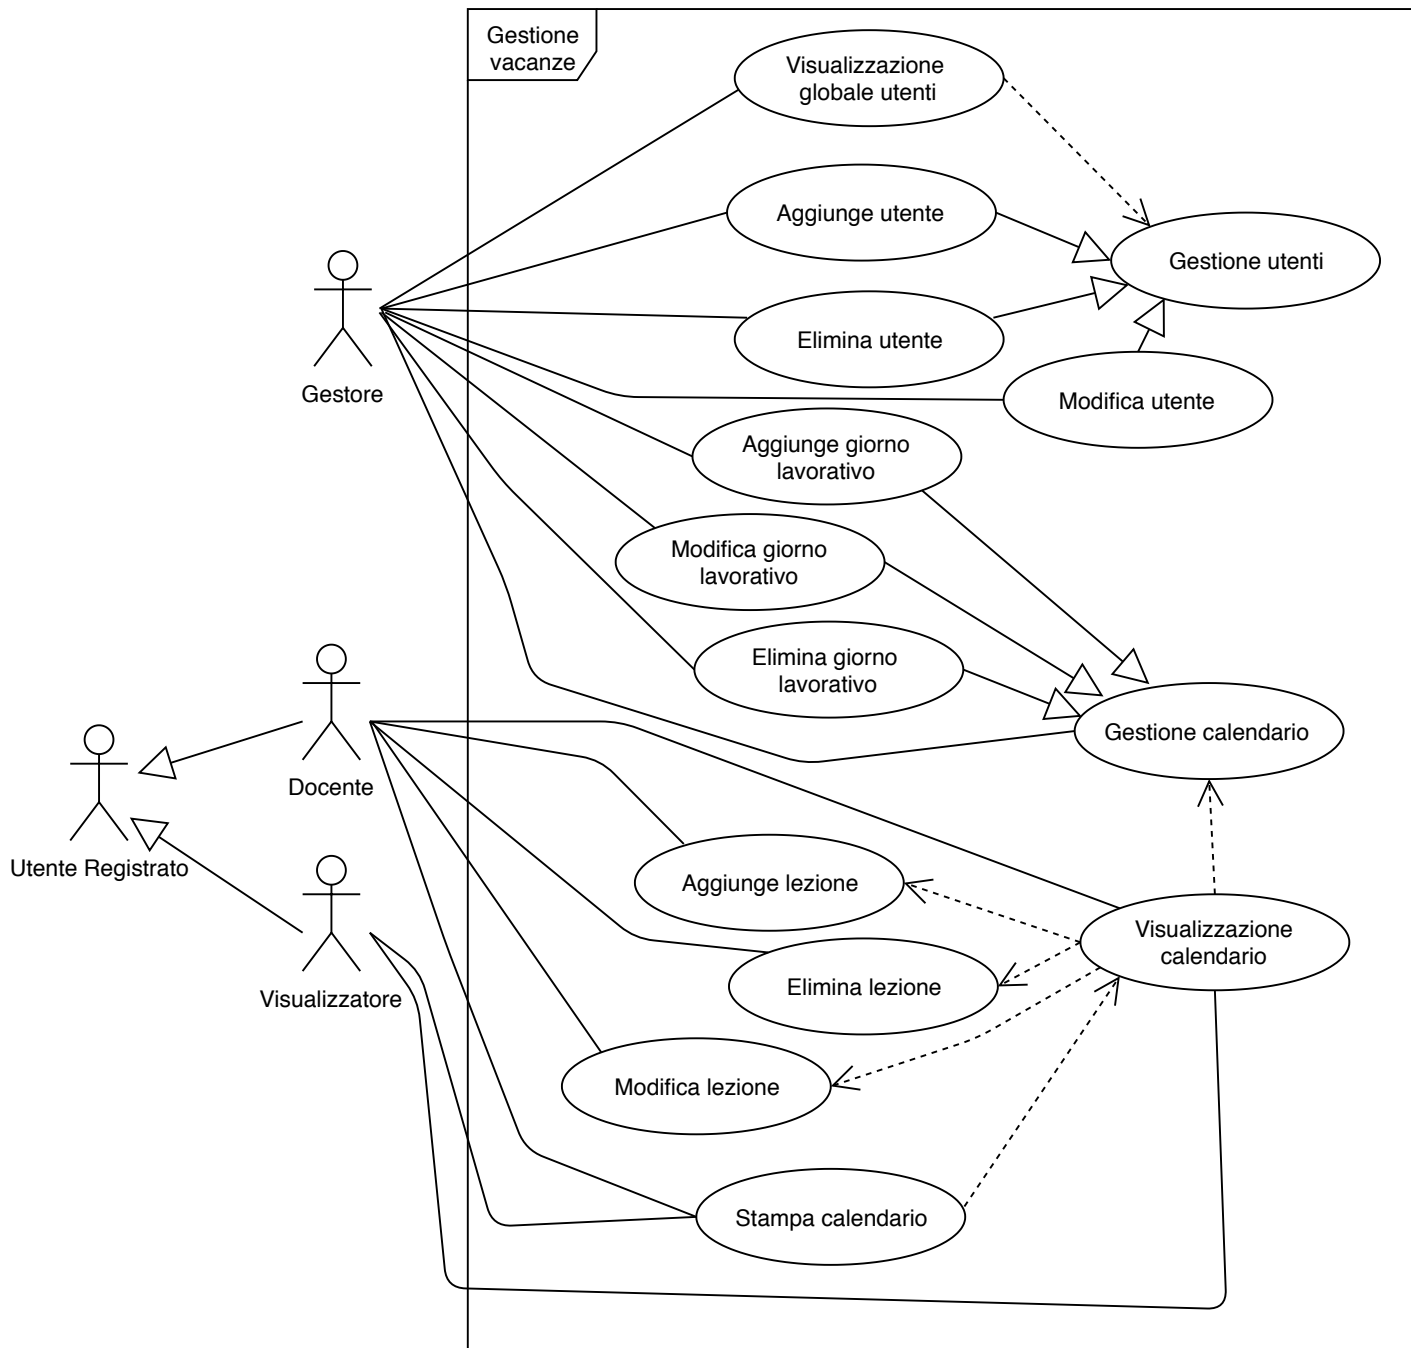 Gestione
vacanze
Visualizzazione
globale utenti
Aggiunge utente
Gestione utenti
Elimina utente
Gestore
Modifica utente
Aggiunge giorno
lavorativo
Modifica giorno
lavorativo
Elimina giorno
lavorativo
Gestione calendario
Docente
Utente Registrato
Aggiunge lezione
Visualizzazione
calendario
Elimina lezione
Visualizzatore
Modifica lezione
Stampa calendario